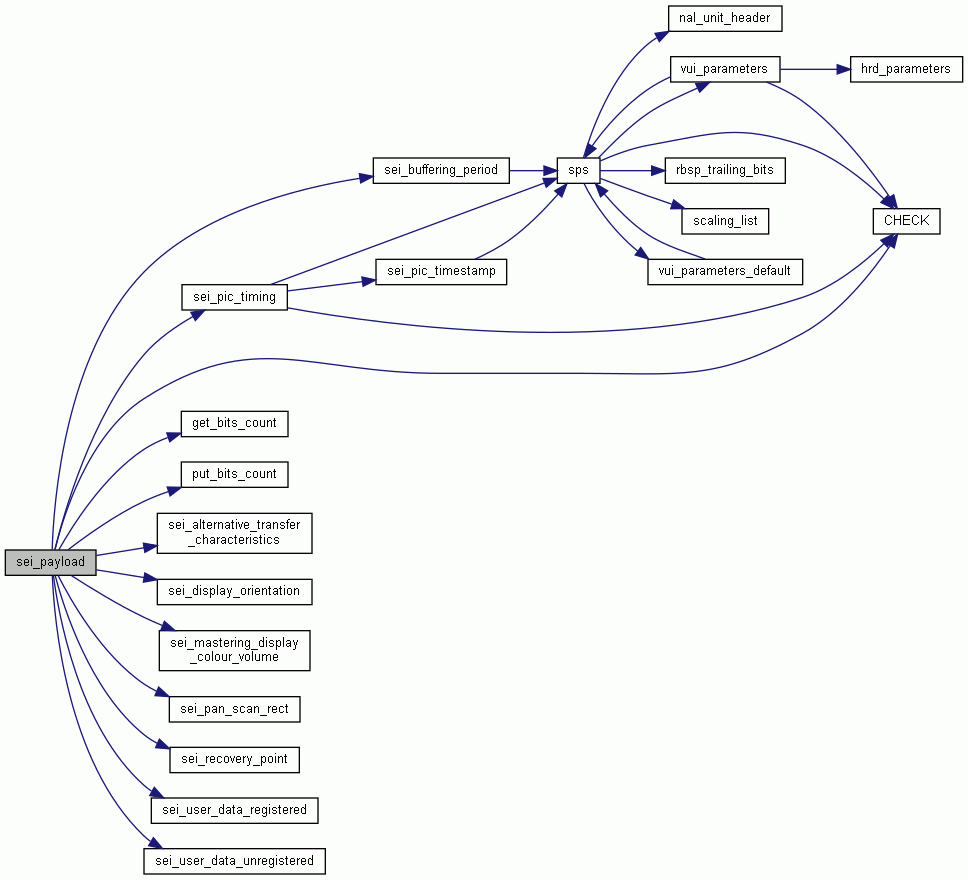 nal_unit_header
vui_parameters
hrd_parameters
sei_buffering_period
sps
rbsp_trailing_bits
scaling_list
CHECK
sei_pic_timestamp
vui_parameters_default
sei_pic_timing
get_bits_count
put_bits_count
sei_alternative_transfer
_characteristics
sei_payload
sei_display_orientation
sei_mastering_display
_colour_volume
sei_pan_scan_rect
sei_recovery_point
sei_user_data_registered
sei_user_data_unregistered